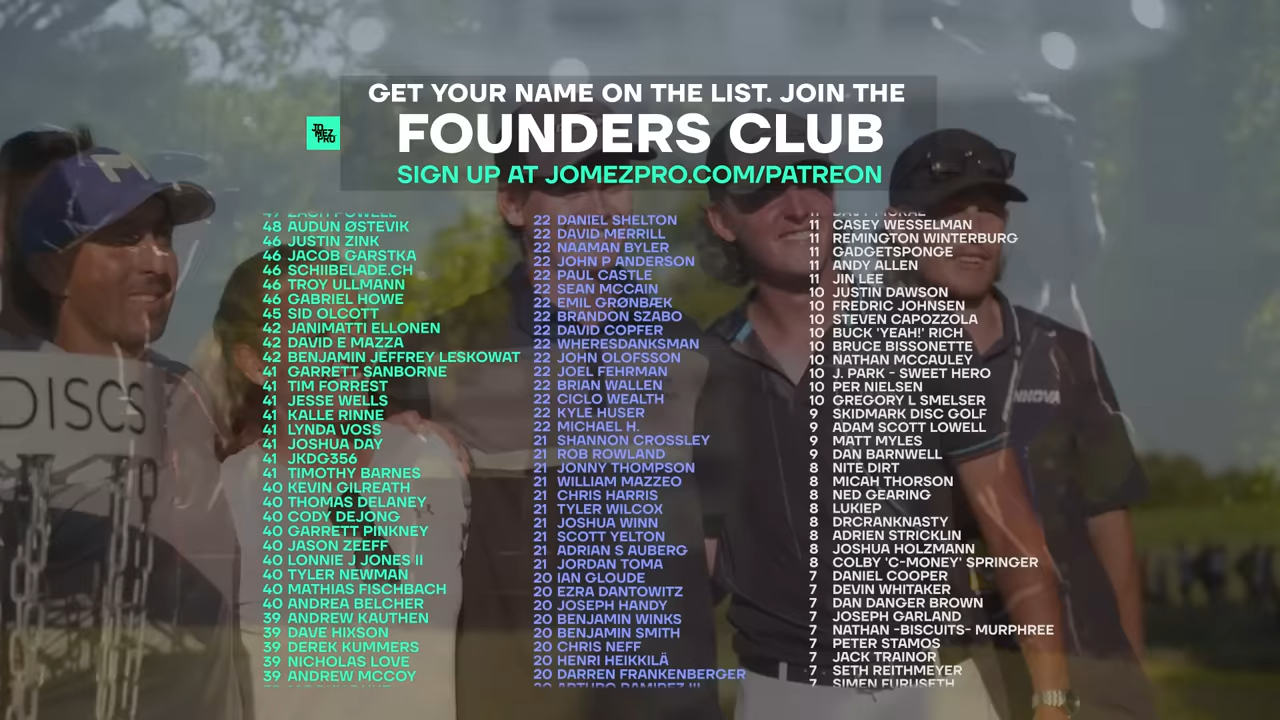 GET YOUR NAME ON THE LIST. JOIN THE
FOUNDERS CLUB
SIGN UP AT JOMEZPRO.COM/PATREON
JO
MEZ
PRO
48 AUDUN ØSTEVIK
46 JUSTIN ZINK
46 JACOB GARSTKA
46 SCHIIBELADE.CH
46 TROY ULLMANN
46 GABRIEL HOWE
45 SID OLCOTT
42 JANIMATTI ELLONEN
42 DAVID E MAZZA
42 BENJAMIN JEFFREY LESKOWAT
41 GARRETT SANBORNE
41 TIM FORREST
41 JESSE WELLS
41 KALLE RINNE
41 LYNDA VOSS
41 JOSHUA DAY
41 JKDG356
41 TIMOTHY BARNES
40 KEVIN GILREATH
40 THOMAS DELANEY
40 CODY DEJONG
40 GARRETT PINKNEY
40 JASON ZEEFF
40 LONNIE J JONES II
40 TYLER NEWMAN
40 MATHIAS FISCHBACH
40 ANDREA BELCHER
39 ANDREW KAUTHEN
39 DAVE HIXSON
39 DEREK KUMMERS
39 NICHOLAS LOVE
39 ANDREW MCCOY
22 DANIEL SHELTON
22 DAVID MERRILL
22 NAAMAN BYLER
22 JOHN P ANDERSON
22 PAUL CASTLE
22 SEAN MCCAIN
22 EMIL GRØNBÆK
22 BRANDON SZABO
22 DAVID COPFER
22 WHERESDANKSMAN
22 JOHN OLOFSSON
22 JOEL FEHRMAN
22 BRIAN WALLEN
22 CICLO WEALTH
22 KYLE HUSER
22 MICHAEL H.
21 SHANNON CROSSLEY
21 ROB ROWLAND
21 JONNY THOMPSON
21 WILLIAM MAZZEO
21 CHRIS HARRIS
21 TYLER WILCOX
21 JOSHUA WINN
21 SCOTT YELTON
21 ADRIAN S AUBERG
21 JORDAN TOMA
20 IAN GLOUDE
20 EZRA DANTOWITZ
20 JOSEPH HANDY
20 BENJAMIN WINKS
20 BENJAMIN SMITH
20 CHRIS NEFF
20 HENRI HEIKKILÄ
20 DARREN FRANKENBERGER
20 ARTURO RAMIREZ III
11 CASEY WESSELMAN
11 REMINGTON WINTERBURG
11 GADGETSPONGE
11 ANDY ALLEN
11 JIN LEE
10 JUSTIN DAWSON
10 FREDRIC JOHNSEN
10 STEVEN CAPOZZOLA
10 BUCK 'YEAH!' RICH
10 BRUCE BISSONETTE
10 NATHAN MCCAULEY
10 J. PARK - SWEET HERO
10 PER NIELSEN
10 GREGORY L SMELSER
9 SKIDMARK DISC GOLF
9 ADAM SCOTT LOWELL
9 MATT MYLES
9 DAN BARNWELL
8 NITE DIRT
8 MICAH THORSON
8 NED GEARING
8 LUKIEP
8 DRCRANKNASTY
8 ADRIEN STRICKLIN
8 JOSHUA HOLZMANN
8 COLBY 'C-MONEY' SPRINGER
7 DANIEL COOPER
7 DEVIN WHITAKER
7 DAN DANGER BROWN
7 JOSEPH GARLAND
7 NATHAN -BISCUITS- MURPHREE
7 PETER STAMOS
7 JACK TRAINOR
7 SETH REITHMEYER
7 SIMEN FURUSETH
DISCS
INNOVA